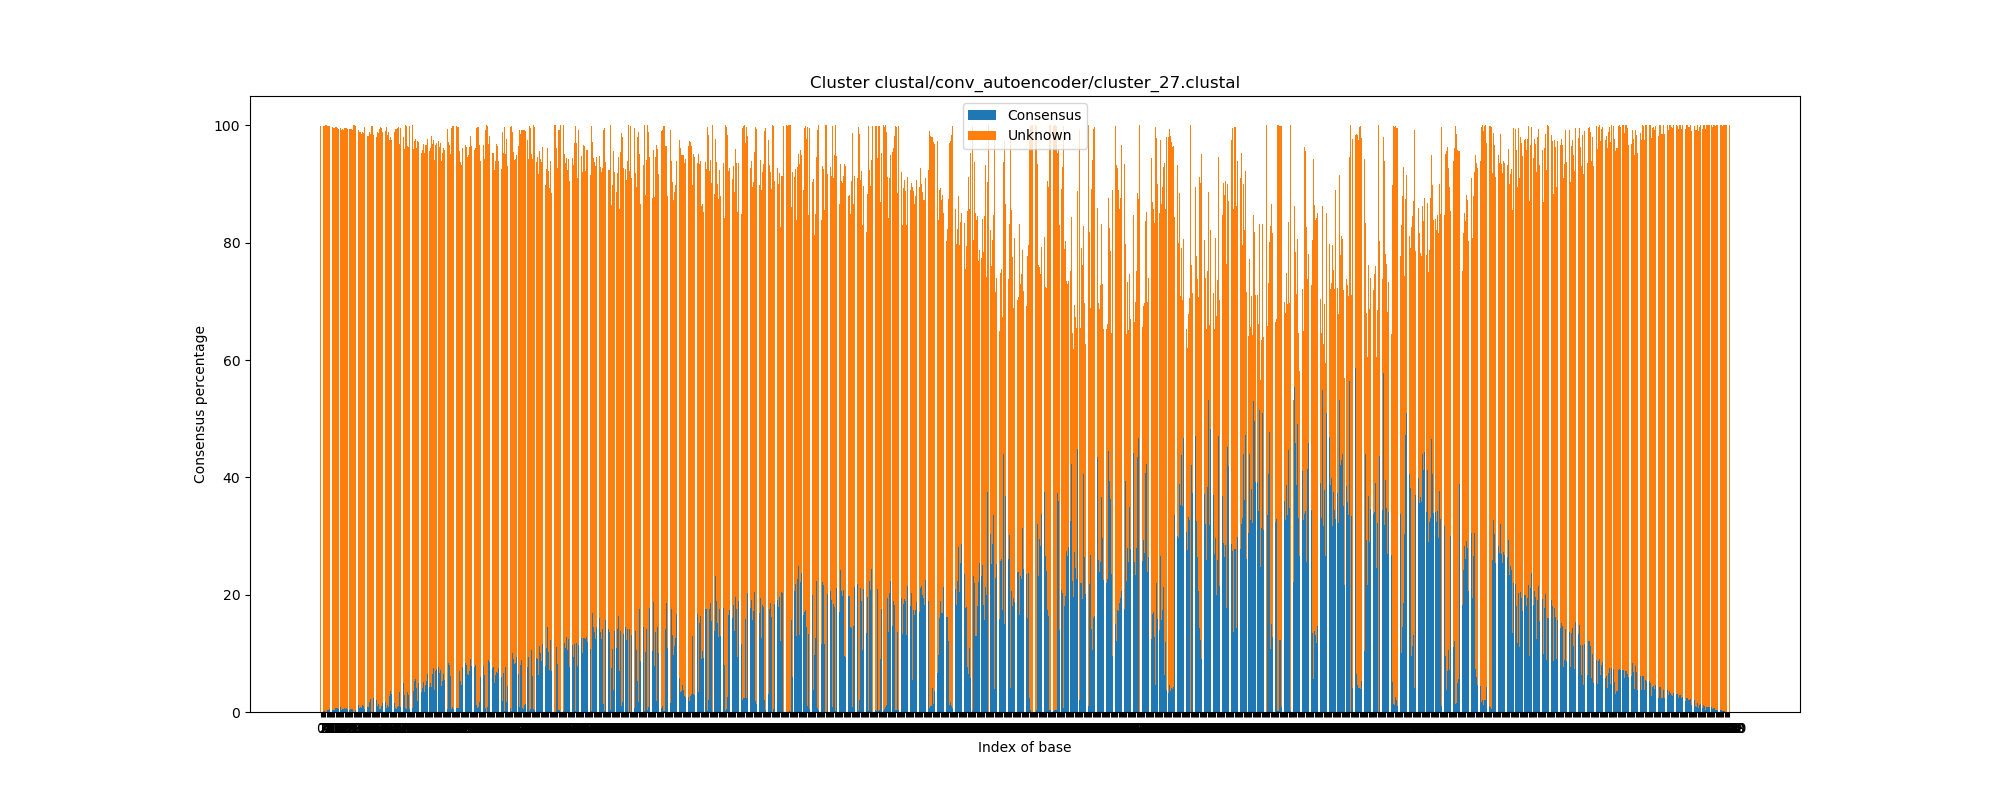 Cluster clustal/conv_autoencoder/cluster_27.clustal
Consensus
Unknown
100
80
60
40
20
0
Consensus percentage
Index of base